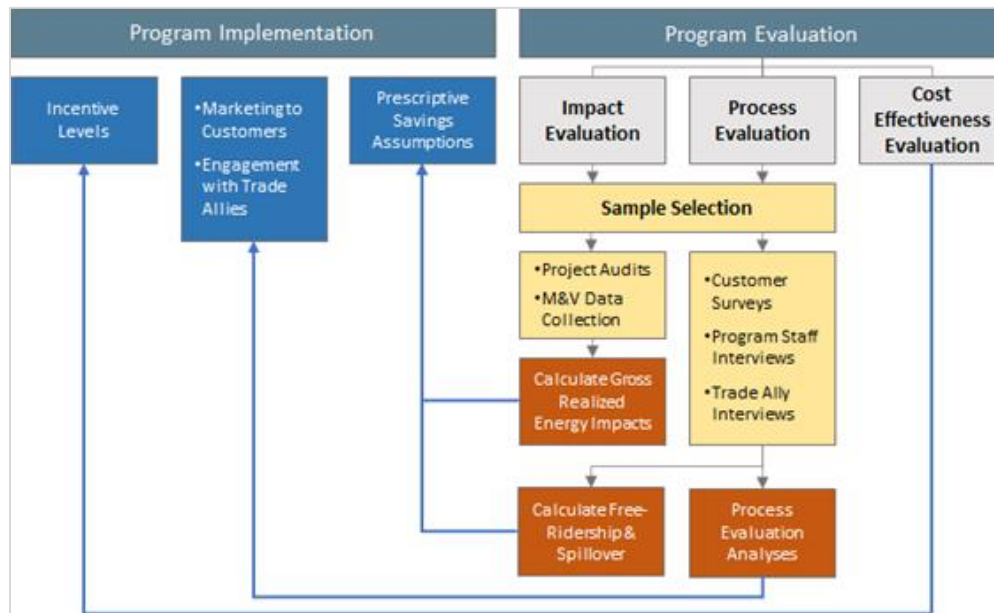 Program Implementation
Program Evaluation
Incentive
Levels
•Marketing to
Customers
•Engagement
with Trade
Allies
Prescriptive
Savings
Assumptions
Impact
Evaluation
Process
Evaluation
Cost
Effectiveness
Evaluation
Sample Selection
•Project Audits
•M&V Data
Collection
•Customer
Surveys
•Program Staff
Interviews
•Trade Ally
Interviews
Calculate Gross
Realized
Energy Impacts
Calculate Free-
Ridership &
Spillover
Process
Evaluation
Analyses